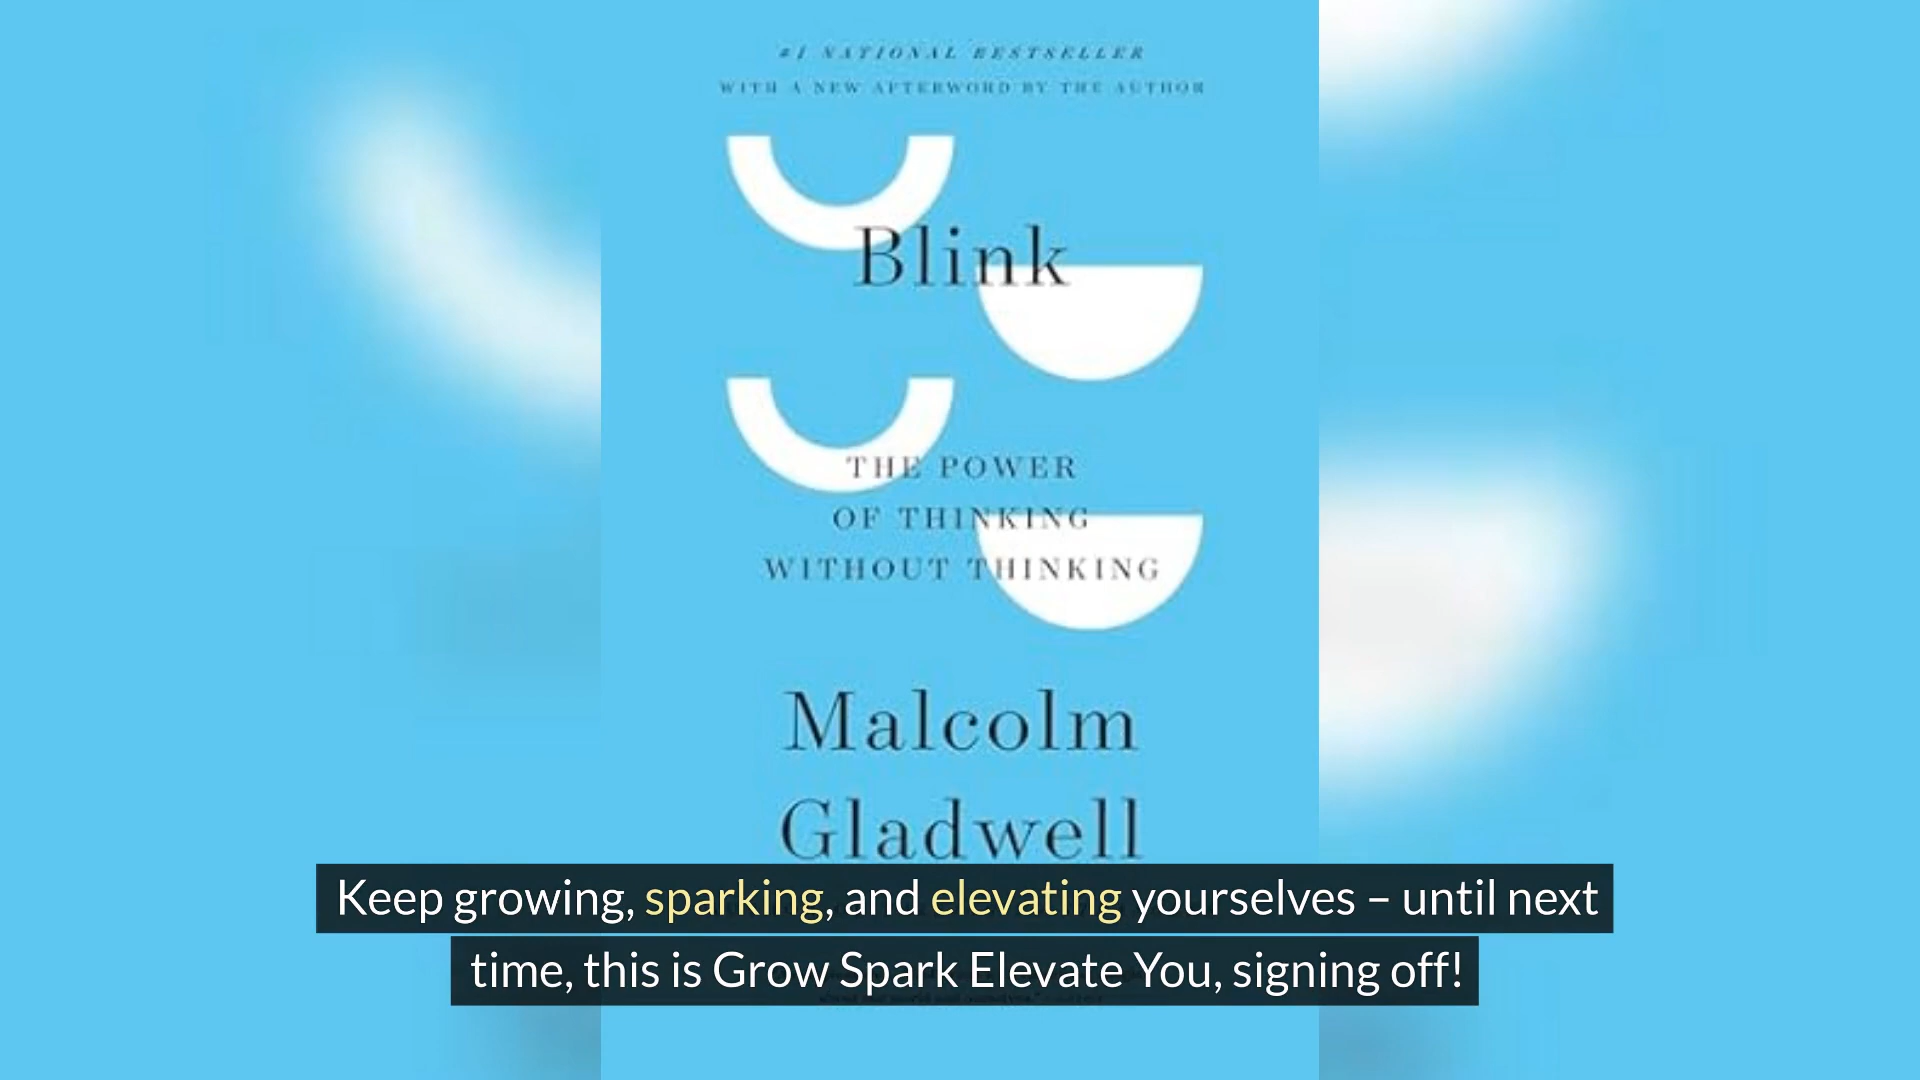 #1 NATIONAL BESTSELLER
WITH A NEW AFTERWORD BY THE AUTHOR
Blink
THE POWER
OF THINKING
WITHOUT THINKING
Malcolm
Gladwell
Keep growing, sparking, and elevating yourselves – until next
time, this is Grow Spark Elevate You, signing off!